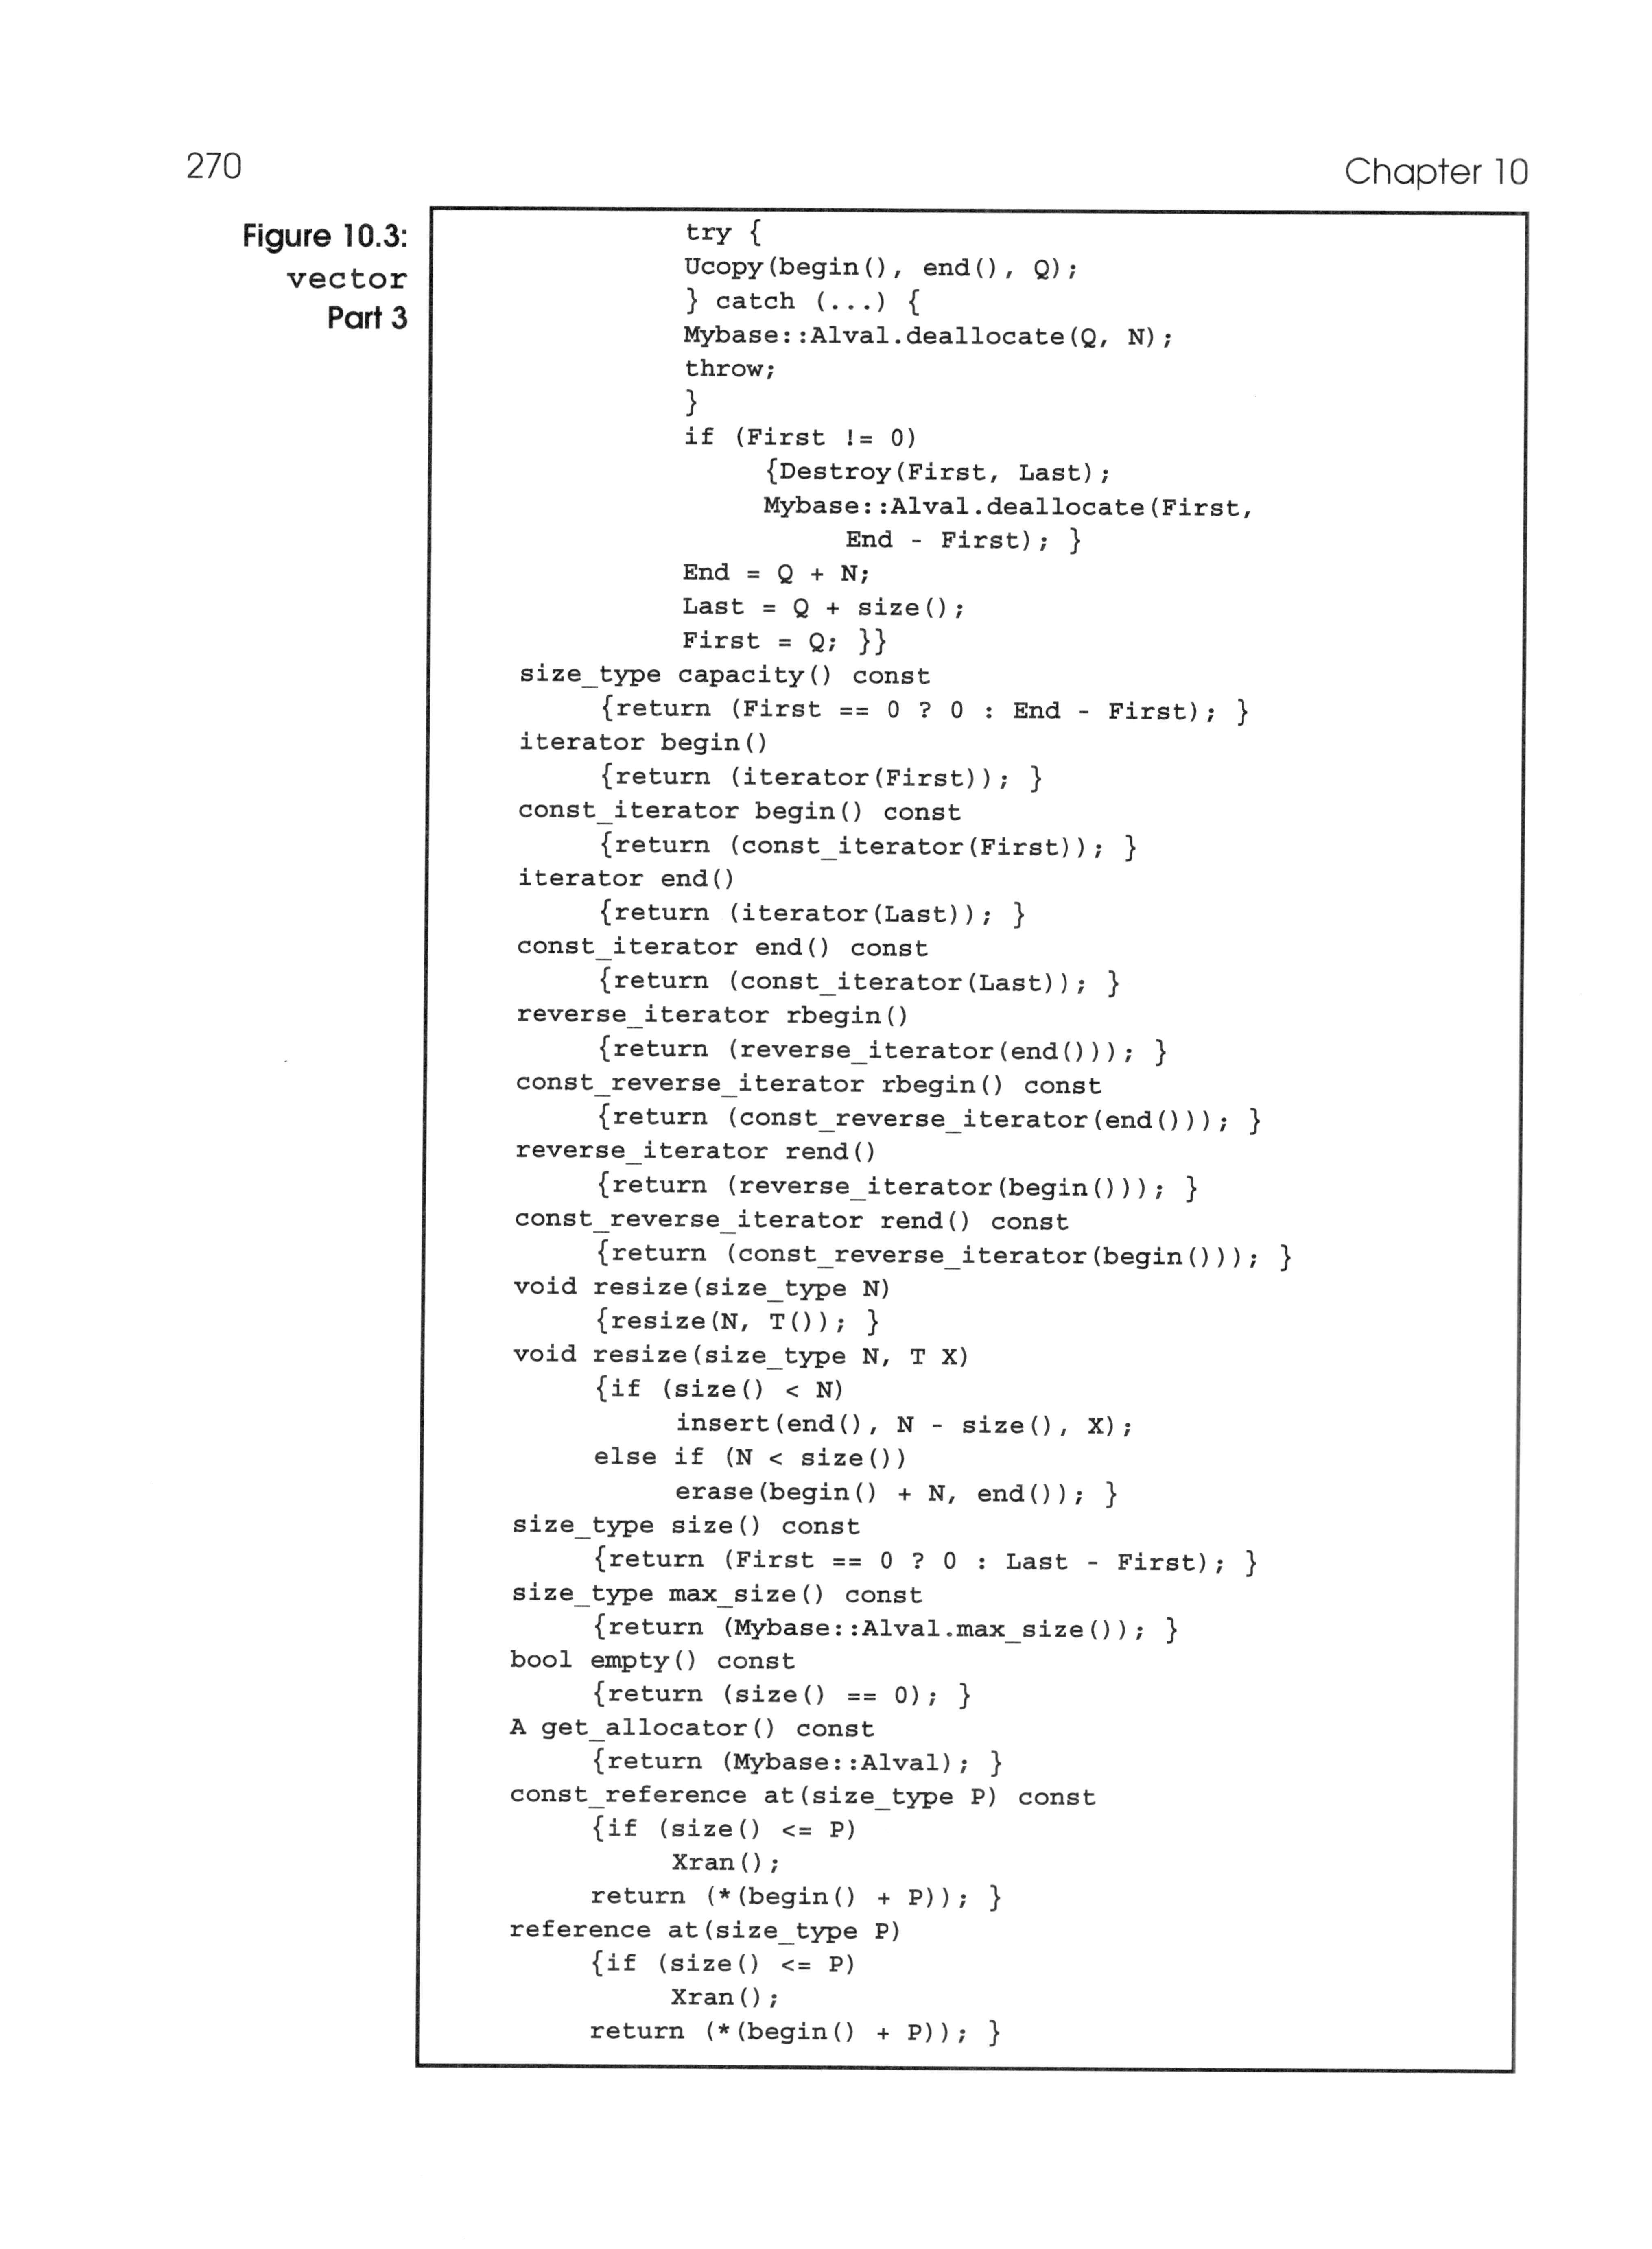 270
Chapter 10
Figure 10.3:
vector
Part 3
try {
Ucopy(begin(), end(), Q);
} catch (...) {
Mybase::Alval.deallocate(Q, N);
throw;
}
if (First != 0)
{Destroy(First, Last);
Mybase::Alval.deallocate(First,
End - First); }
End = Q + N;
Last = Q + size();
First = Q; }}
size_type capacity() const
{return (First == 0 ? 0 : End - First); }
iterator begin()
{return (iterator(First)); }
const_iterator begin() const
{return (const_iterator(First)); }
iterator end()
{return (iterator(Last)); }
const_iterator end() const
{return (const_iterator(Last)); }
reverse_iterator rbegin()
{return (reverse_iterator(end())); }
const_reverse_iterator rbegin() const
{return (const_reverse_iterator(end())); }
reverse_iterator rend()
{return (reverse_iterator(begin())); }
const_reverse_iterator rend() const
{return (const_reverse_iterator(begin())); }
void resize(size_type N)
{resize(N, T()); }
void resize(size_type N, T X)
{if (size() < N)
insert(end(), N - size(), X);
else if (N < size())
erase(begin() + N, end()); }
size_type size() const
{return (First == 0 ? 0 : Last - First); }
size_type max_size() const
{return (Mybase::Alval.max_size()); }
bool empty() const
{return (size() == 0); }
A get_allocator() const
{return (Mybase::Alval); }
const_reference at(size_type P) const
{if (size() <= P)
Xran();
return (*(begin() + P)); }
reference at(size_type P)
{if (size() <= P)
Xran();
return (*(begin() + P)); }